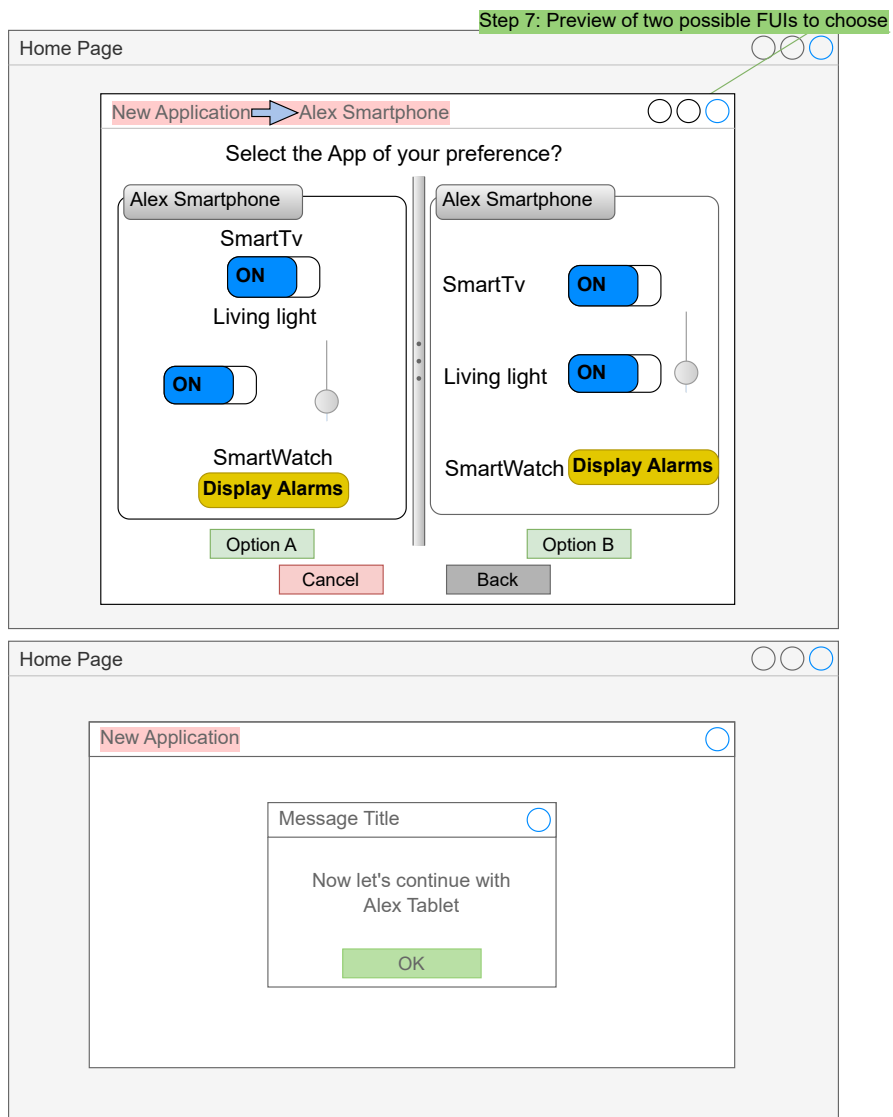 Step 7: Preview of two possible FUIs to choose
Home Page
New Application
Alex Smartphone
Select the App of your preference?
Alex Smartphone
SmartTv
ON
Living light
ON
SmartWatch
Display Alarms
Alex Smartphone
SmartTv
ON
Living light
ON
SmartWatch
Display Alarms
Option A
Option B
Cancel
Back
Home Page
New Application
Message Title
Now let's continue with
Alex Tablet
OK